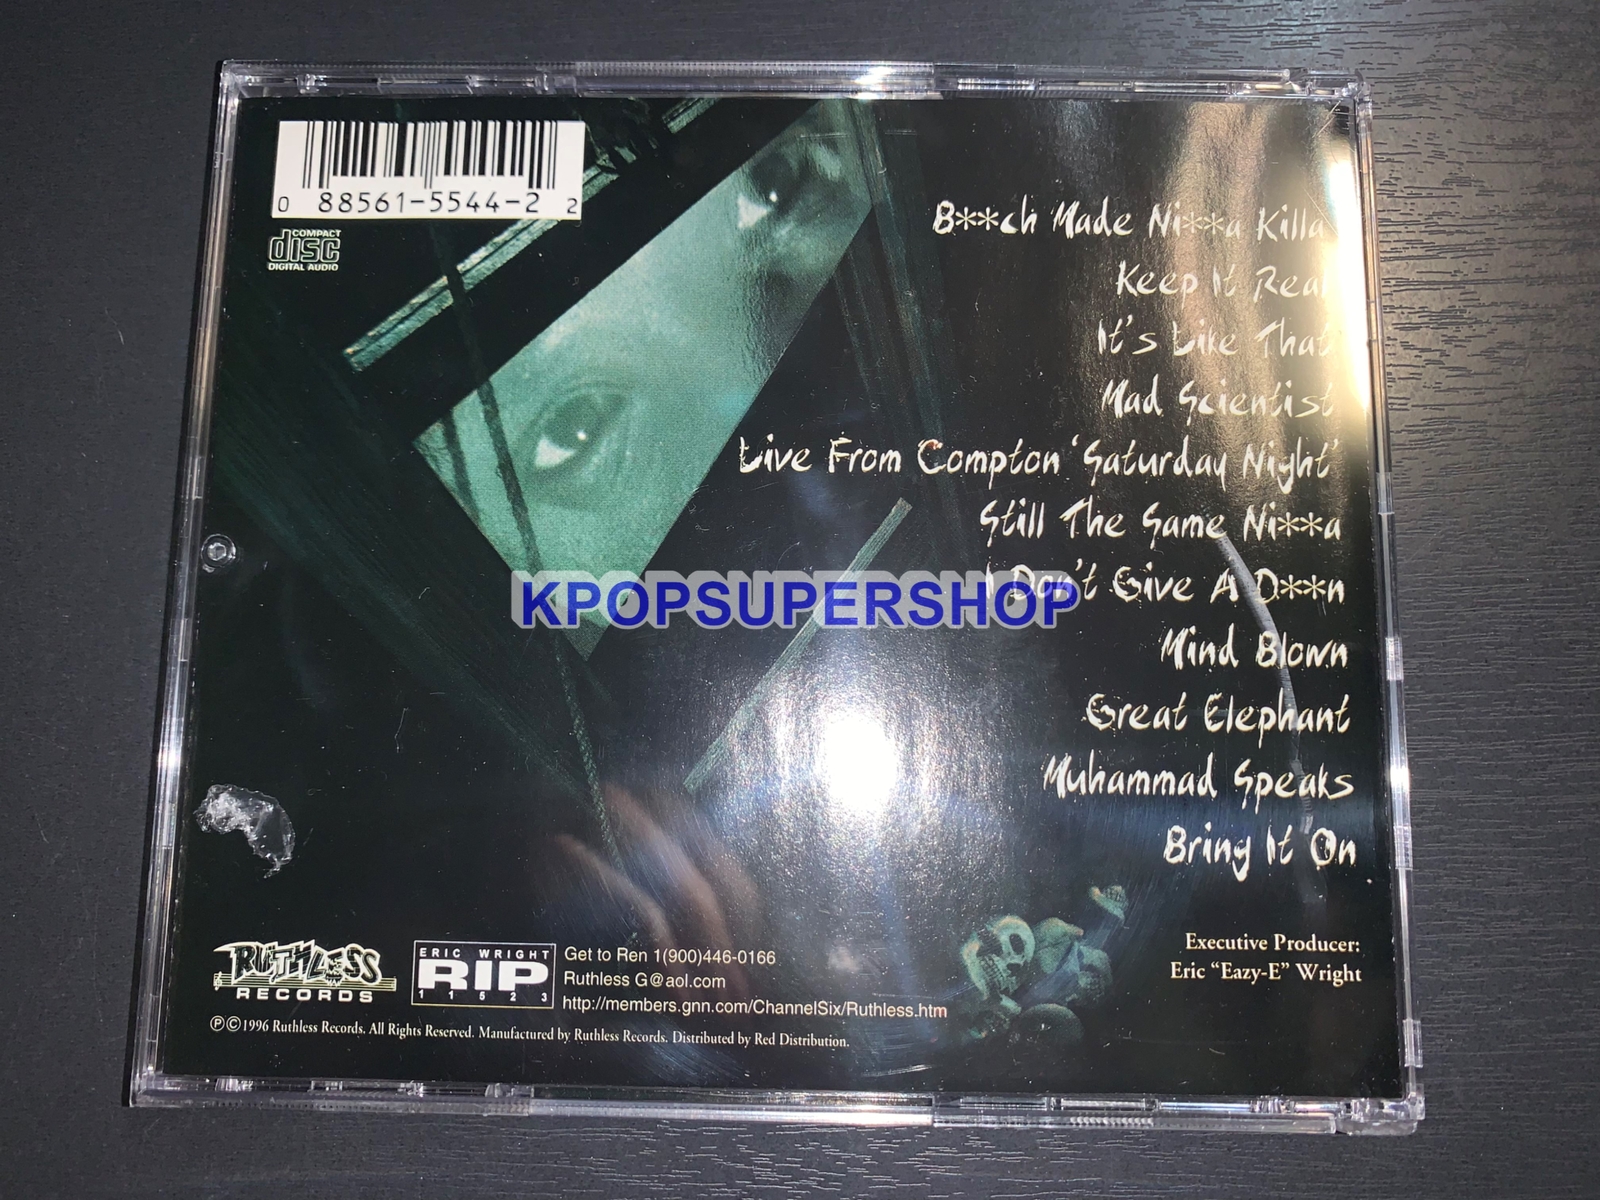 0 88561-5544-2 2
COMPACT
disc
DIGITAL AUDIO
B**ch Made Ni**a Killa
Keep It Real
It's Like That
Mad Scientist
Live From Compton 'Saturday Night'
Still The Same Ni**a
I Don't Give A D**n
KPOPSUPERSHOP
Mind Blown
Great Elephant
Muhammad Speaks
Bring It On
Executive Producer:
Eric "Eazy-E" Wright
RUTHLESS
RECORDS
ERIC WRIGHT
RIP
11523
Get to Ren 1(900)446-0166
Ruthless G@aol.com
http://members.gnn.com/ChannelSix/Ruthless.htm
℗©1996 Ruthless Records. All Rights Reserved. Manufactured by Ruthless Records. Distributed by Red Distribution.